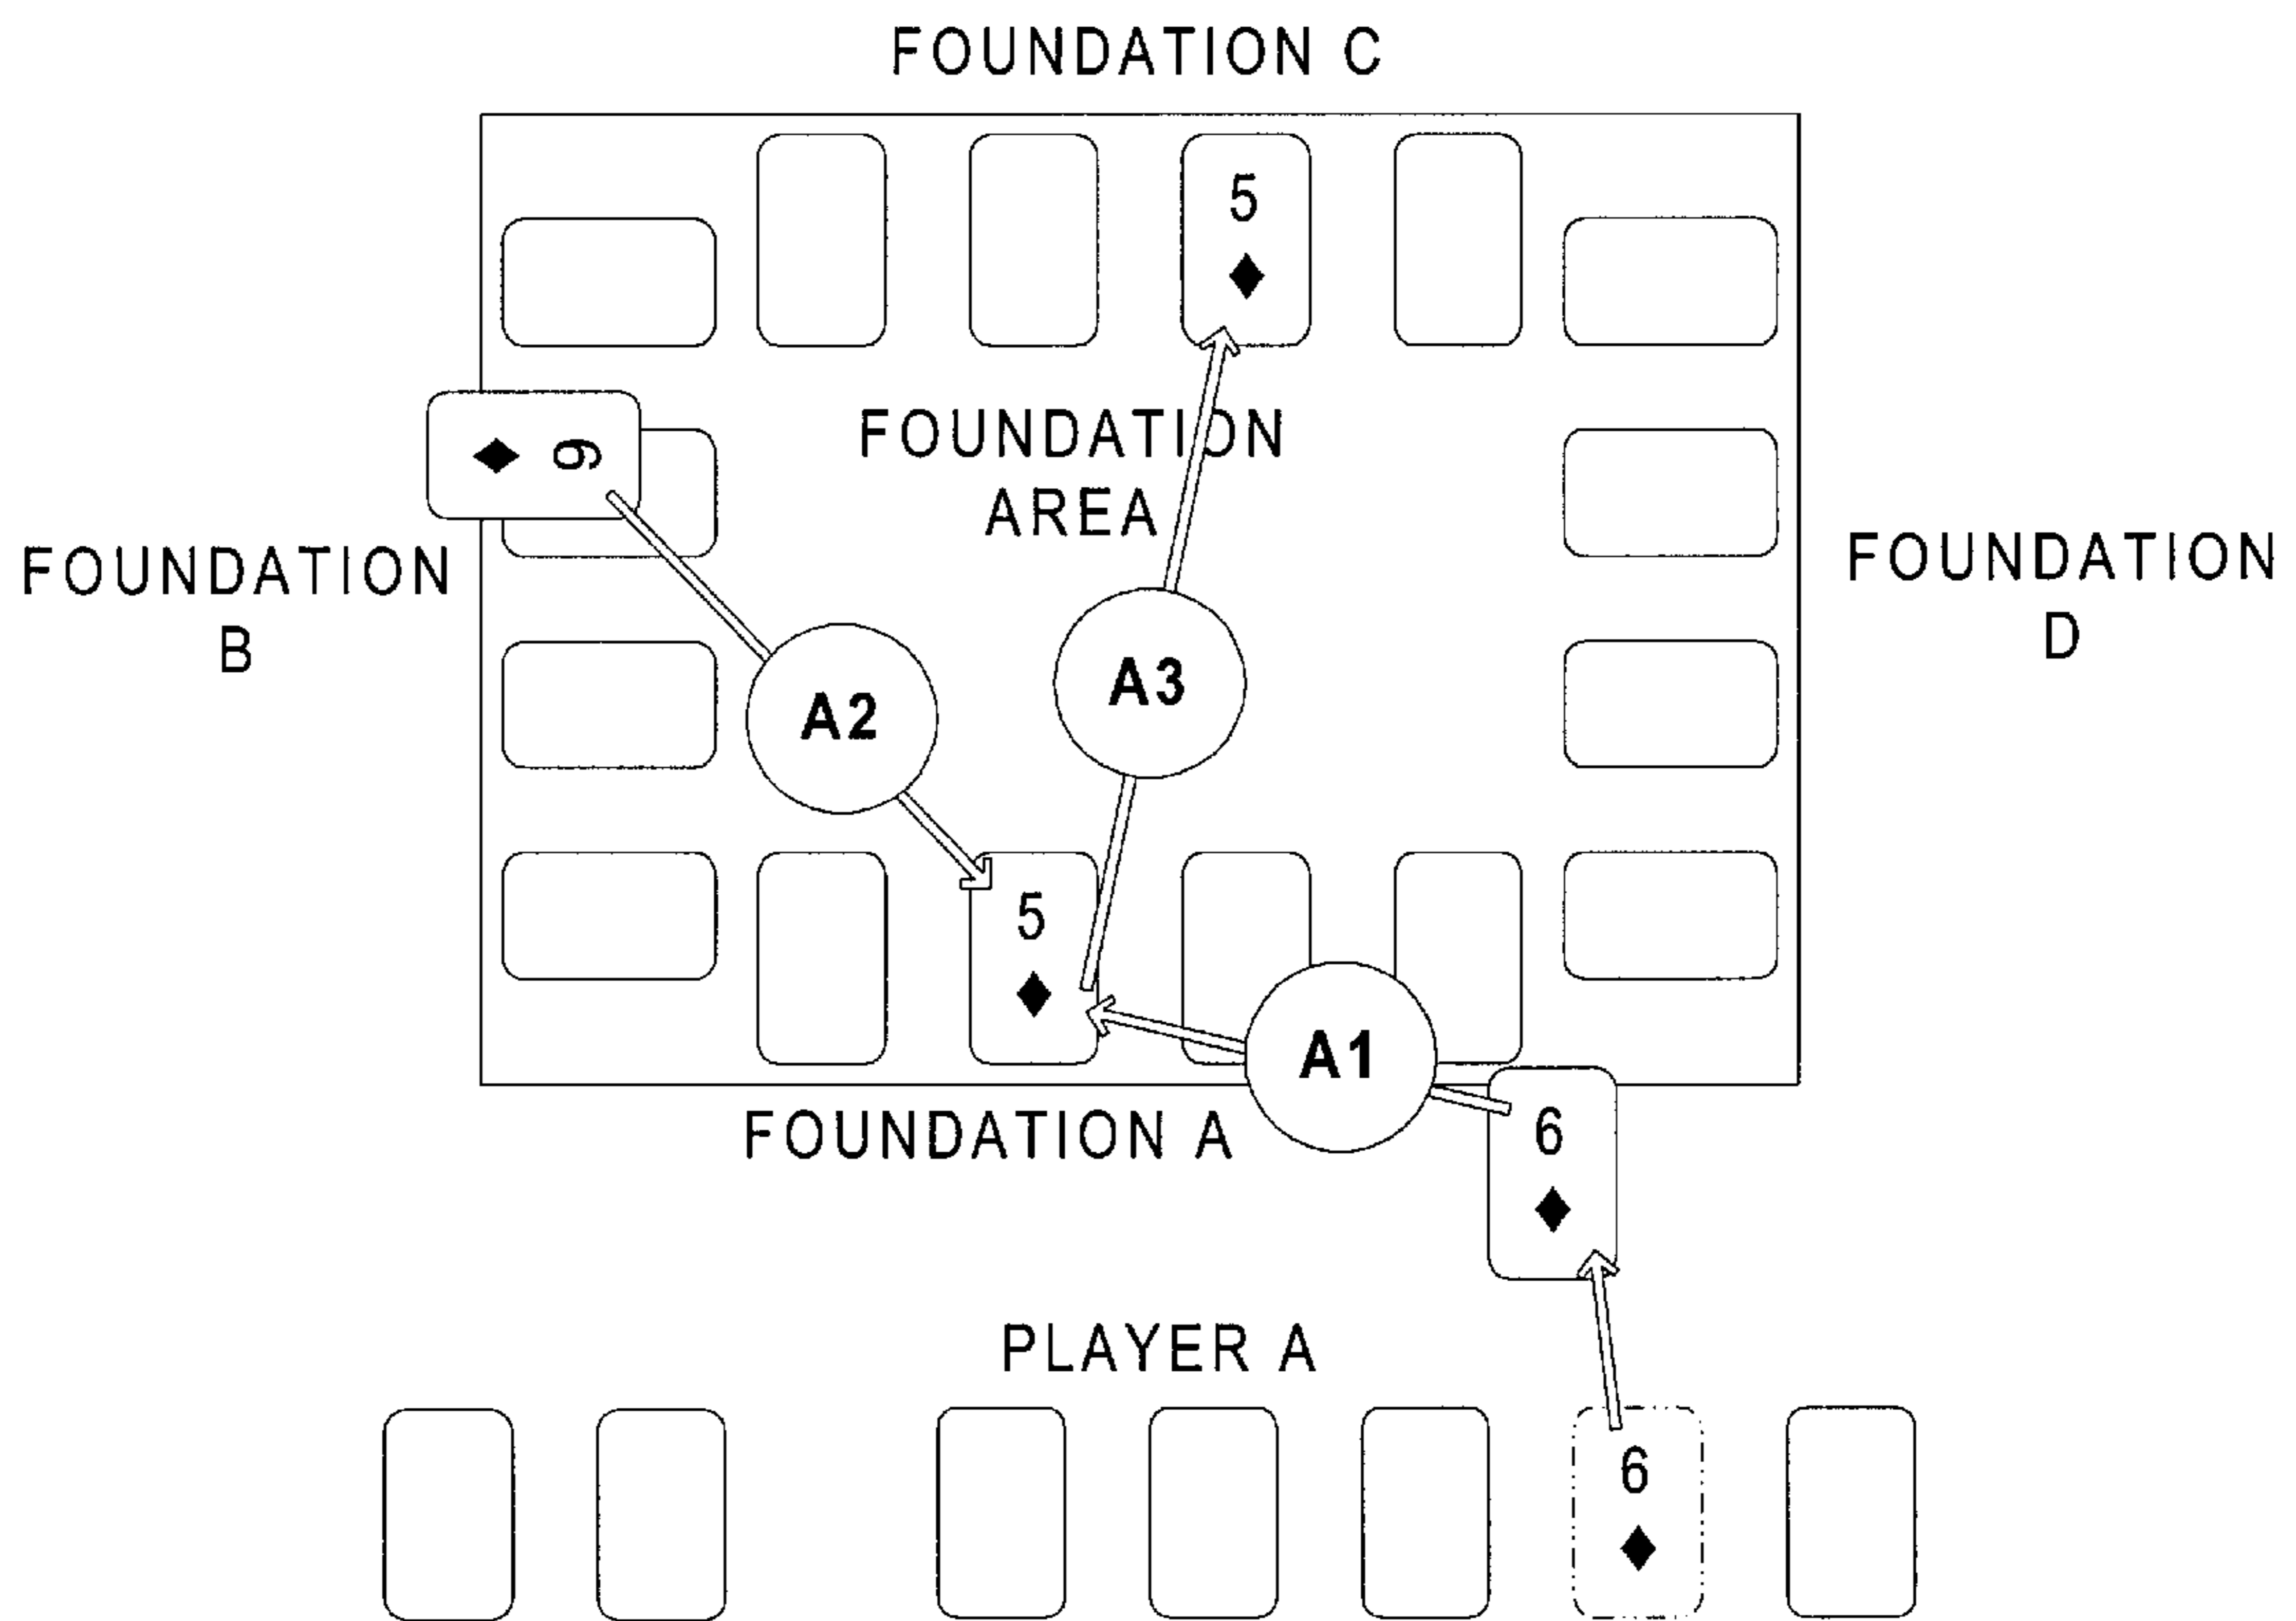 FOUNDATION C
5
♦
♦ 6
FOUNDATION
AREA
FOUNDATION
B
FOUNDATION
D
A2
A3
5
♦
A1
FOUNDATION A
6
♦
PLAYER A
6
♦